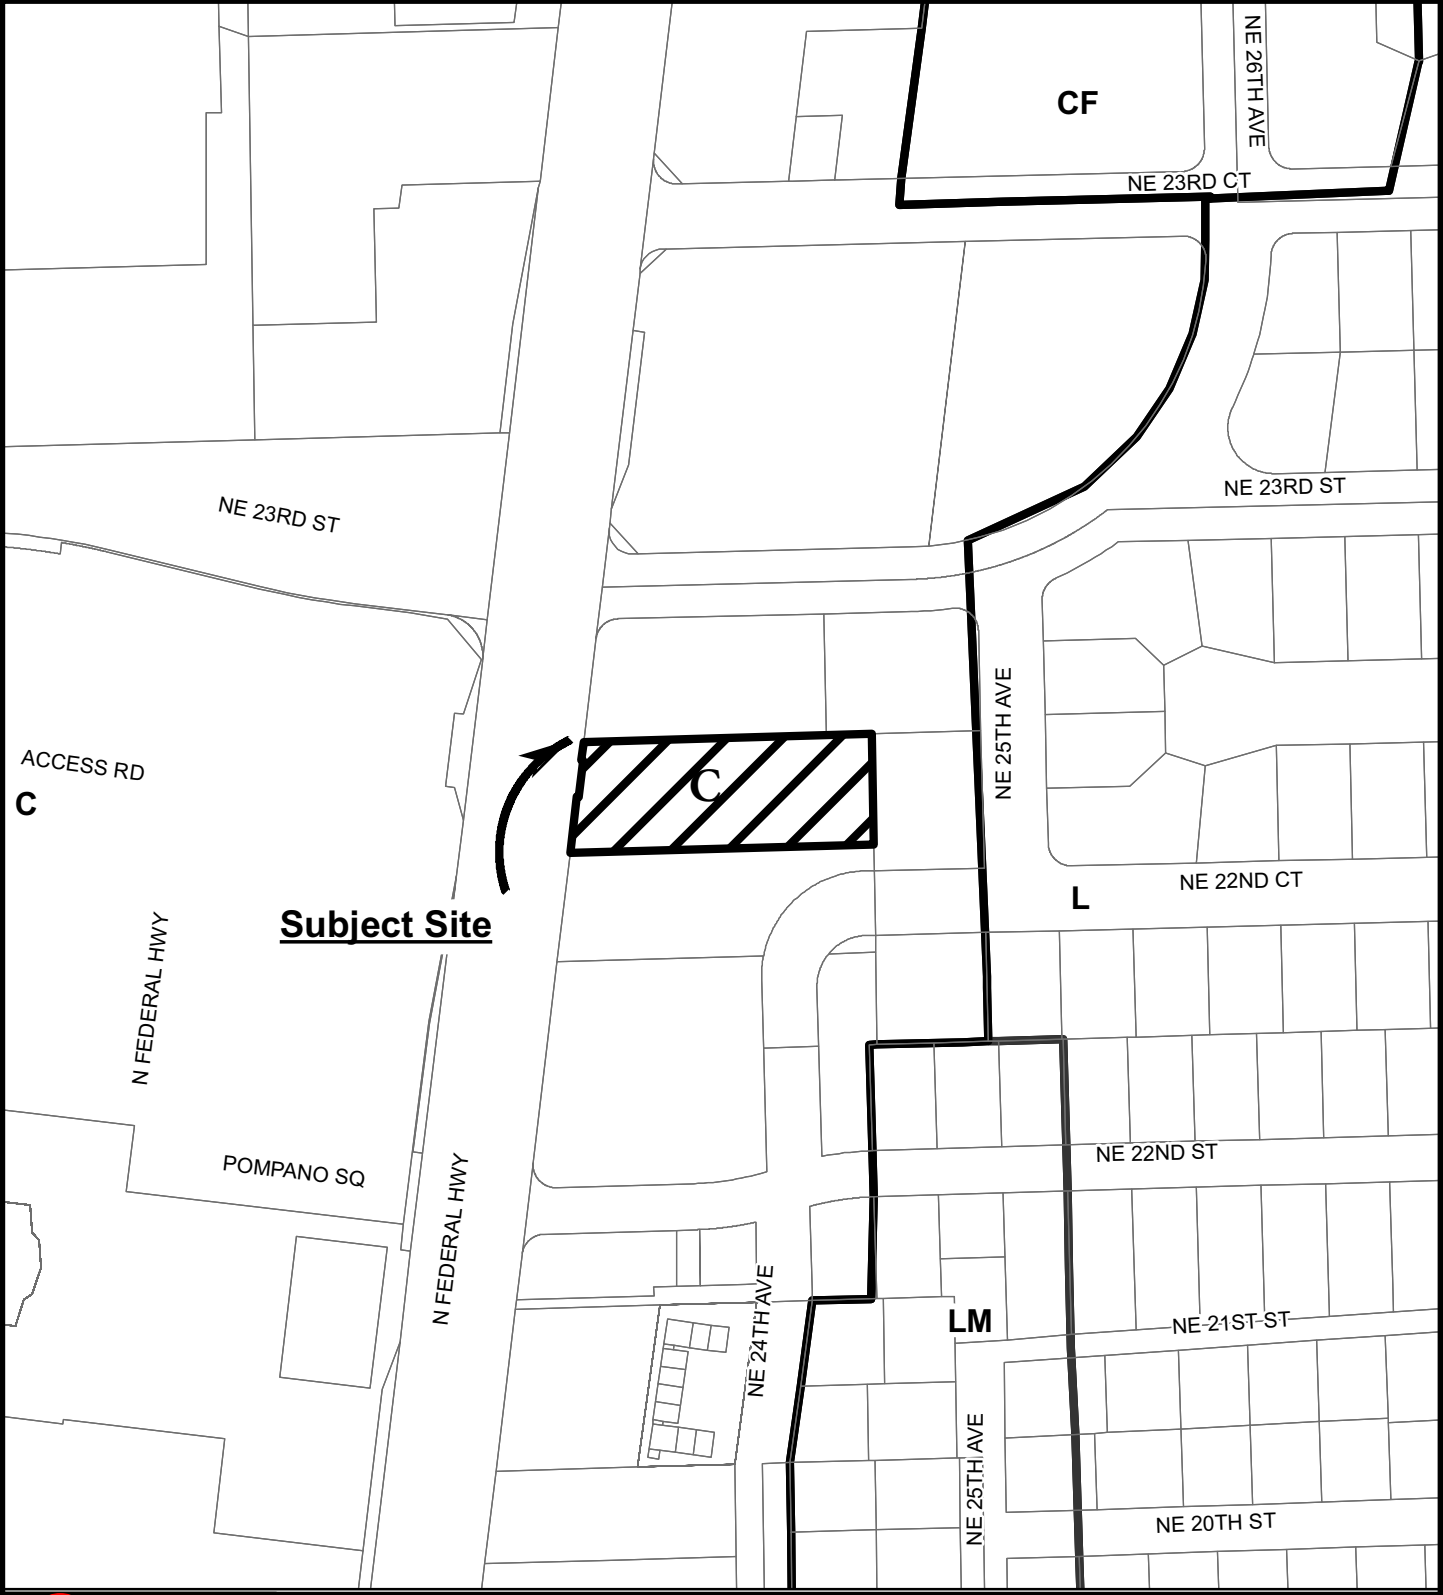 NE 26TH AVE
CF
NE 23RD CT
NE 23RD ST
NE 23RD ST
NE 25TH AVE
ACCESS RD
C
C
NE 22ND CT
L
Subject Site
N FEDERAL HWY
NE 22ND ST
POMPANO SQ
N FEDERAL HWY
NE 24TH AVE
LM
NE 21ST ST
NE 25TH AVE
NE 20TH ST